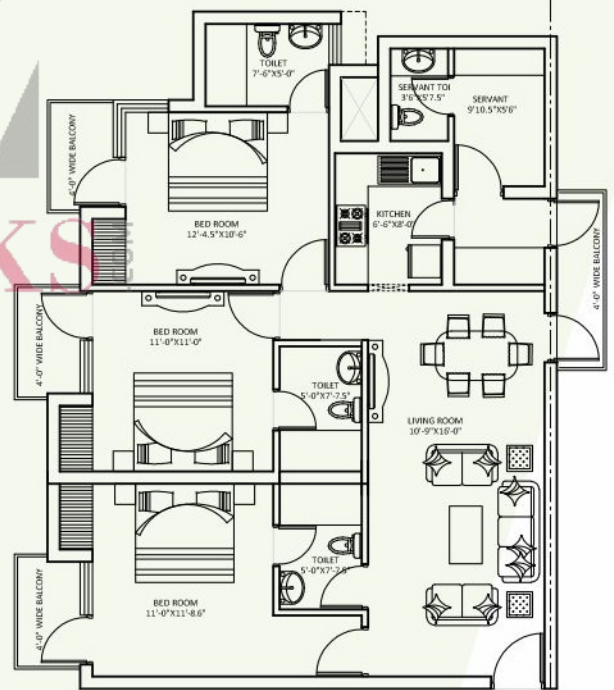 TOILET
7'-6"X5'-0"
SERVANT TOI
3'6"X5'7.5"
SERVANT
9'10.5"X5'6"
4'-0" WIDE BALCONY
BED ROOM
12'-4.5"X10'-6"
KITCHEN
6'-6"X8'-0"
4'-0" WIDE BALCONY
KS
.com
4'-0" WIDE BALCONY
BED ROOM
11'-0"X11'-0"
TOILET
5'-0"X7'-7.5"
LIVING ROOM
10'-9"X16'-0"
TOILET
5'-0"X7'-7.5"
4'-0" WIDE BALCONY
BED ROOM
11'-0"X11'-8.6"